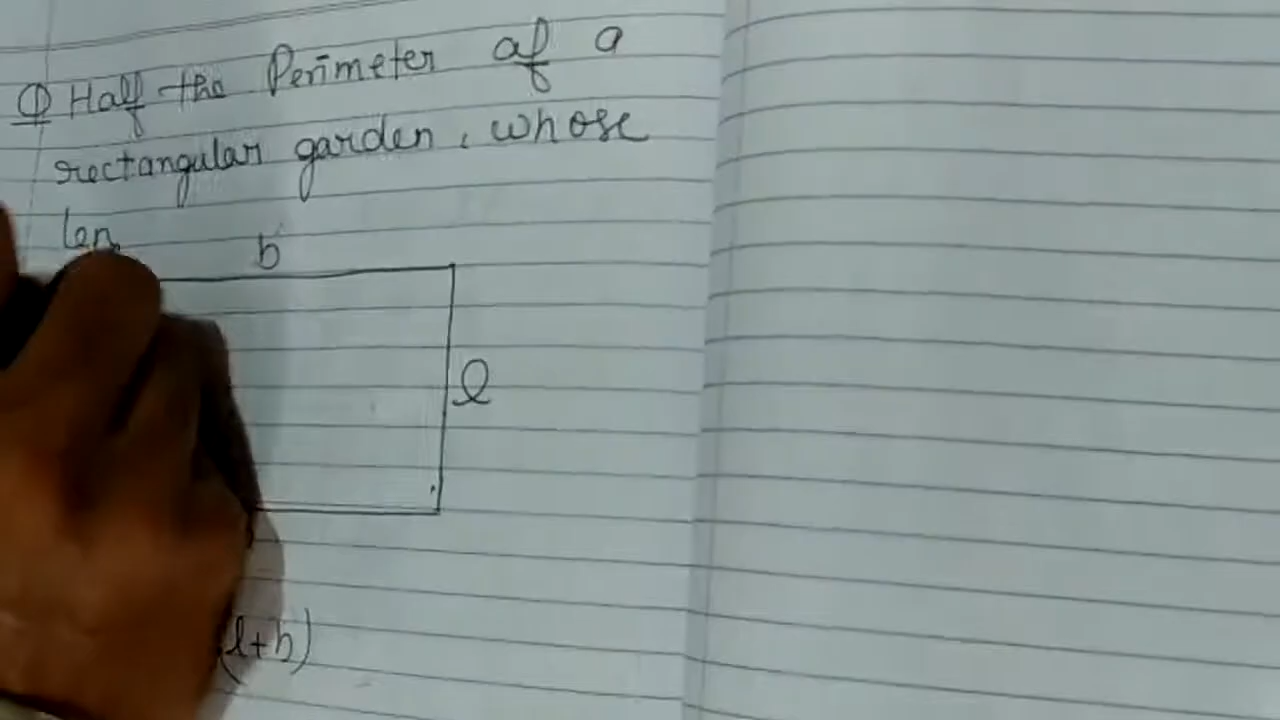 Q Half the Perimeter of a
rectangular garden, whose
len
b
l
(l+b)